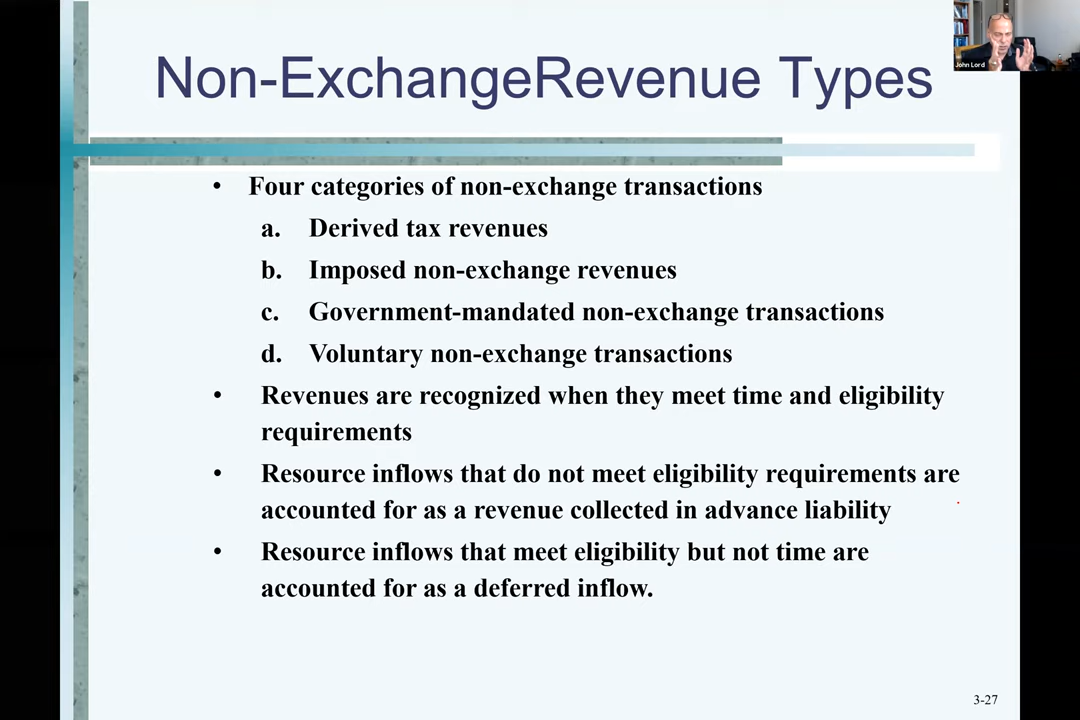 John Lord
Non-ExchangeRevenue Types
• Four categories of non-exchange transactions
a. Derived tax revenues
b. Imposed non-exchange revenues
c. Government-mandated non-exchange transactions
d. Voluntary non-exchange transactions
• Revenues are recognized when they meet time and eligibility
requirements
• Resource inflows that do not meet eligibility requirements are
accounted for as a revenue collected in advance liability
• Resource inflows that meet eligibility but not time are
accounted for as a deferred inflow.
3-27